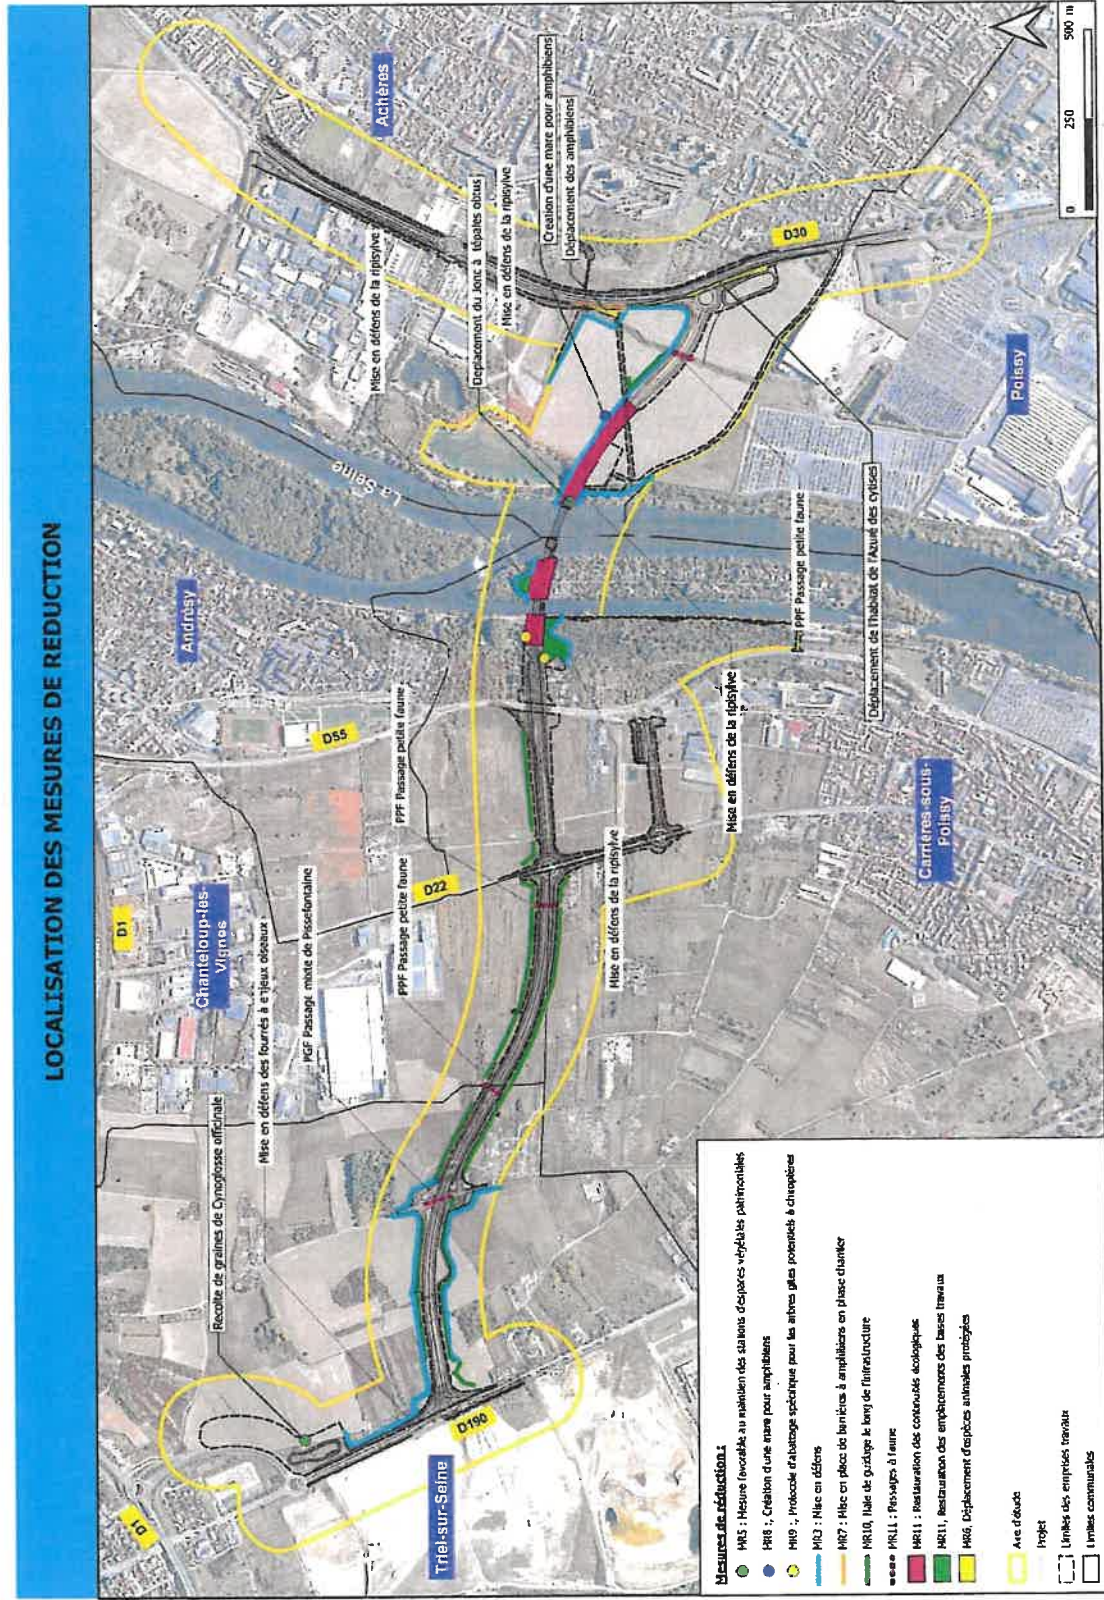 LOCALISATION DES MESURES DE REDUCTION
Achères
Création d'une mare pour amphibiens
Déplacement des amphibiens
Mise en défens de la ripisylve
Déplacement du Jonc à tépales obtus
Mise en défens de la ripisylve
D30
La Seine
Poissy
Andrésy
PPF Passage petite faune
Déplacement de l'habitat de l'Azuré des cytises
D55
PPF Passage petite faune
Mise en défens de la ripisylve
Carrières-sous-
Poissy
D22
PPF Passage petite faune
Mise en défens de la ripisylve
D1
Chanteloup-les-
Vignes
PGF Passage mixte de Pissefontaine
Mise en défens des fourrés à enjeux oiseaux
Recolte de graines de Cynoglosse officinale
D190
D1
Triel-sur-Seine
0 250 500 m
Mesures de réduction :
MR5 : Mesure favorable au maintien des stations d'espèces végétales patrimoniales
MR8 :, Création d'une mare pour amphibiens
MR9 :, Protocole d'abattage spécifique pour les arbres gîtes potentiels à chiroptères
MR3 : Mise en défens
MR7 : Mise en place de barrières à amphibiens en phase chantier
MR10, Haie de guidage le long de l'infrastructure
MR11 : Passages à faune
MR11 : Restauration des continuités écologiques
MR11, Restauration des emplacements des bases travaux
MR6, Déplacement d'espèces animales protégées
Aire d'étude
Projet
Limites des emprises travaux
Limites communales